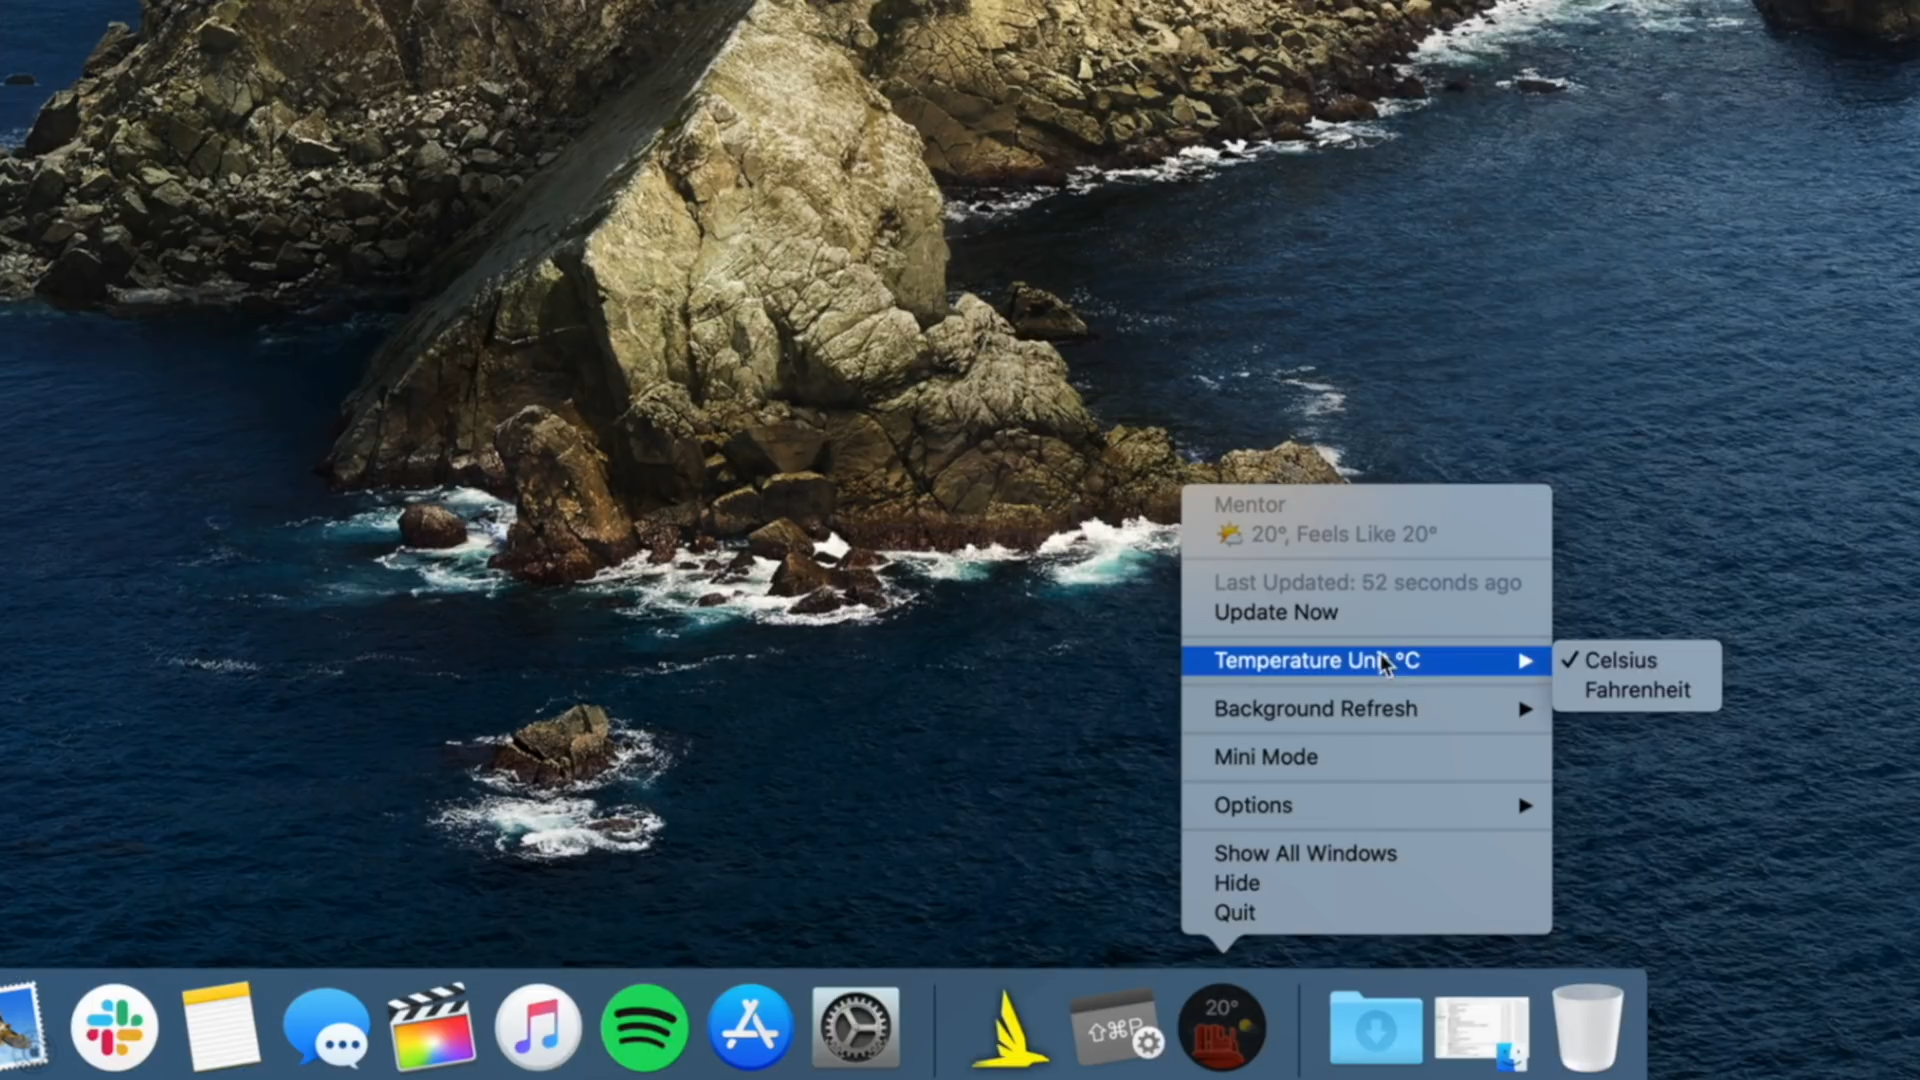 Mentor
20°, Feels Like 20°
Last Updated: 52 seconds ago
Update Now
Temperature Unit °C
✓ Celsius
Fahrenheit
Background Refresh
Mini Mode
Options
Show All Windows
Hide
Quit
⇧⌘P
20°